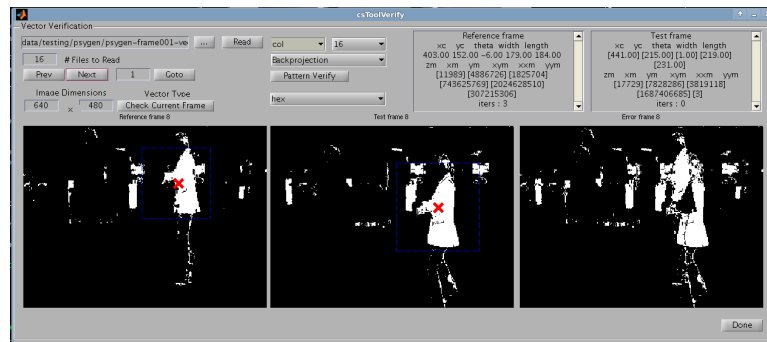 csToolVerify
Vector Verification
data/testing/psygen/psygen-frame001-ve
...
Read
16
# Files to Read
Prev
Next
1
Goto
Image Dimensions
Vector Type
640
x
480
Check Current Frame
col
16
Backprojection
Pattern Verify
hex
Reference frame
xc yc theta width length
403.00 152.00 -6.00 179.00 184.00
zm xm ym xym xxm yym
[11989] [4886726] [1825704]
[743625769] [2024628510]
[307215306]
iters : 3
Test frame
xc yc theta width length
[441.00] [215.00] [1.00] [219.00]
[231.00]
zm xm ym xym xxm yym
[17729] [7828286] [3819118]
[1687406685] [3]
iters : 0
Reference frame 8
Test frame 8
Error frame 8
Done